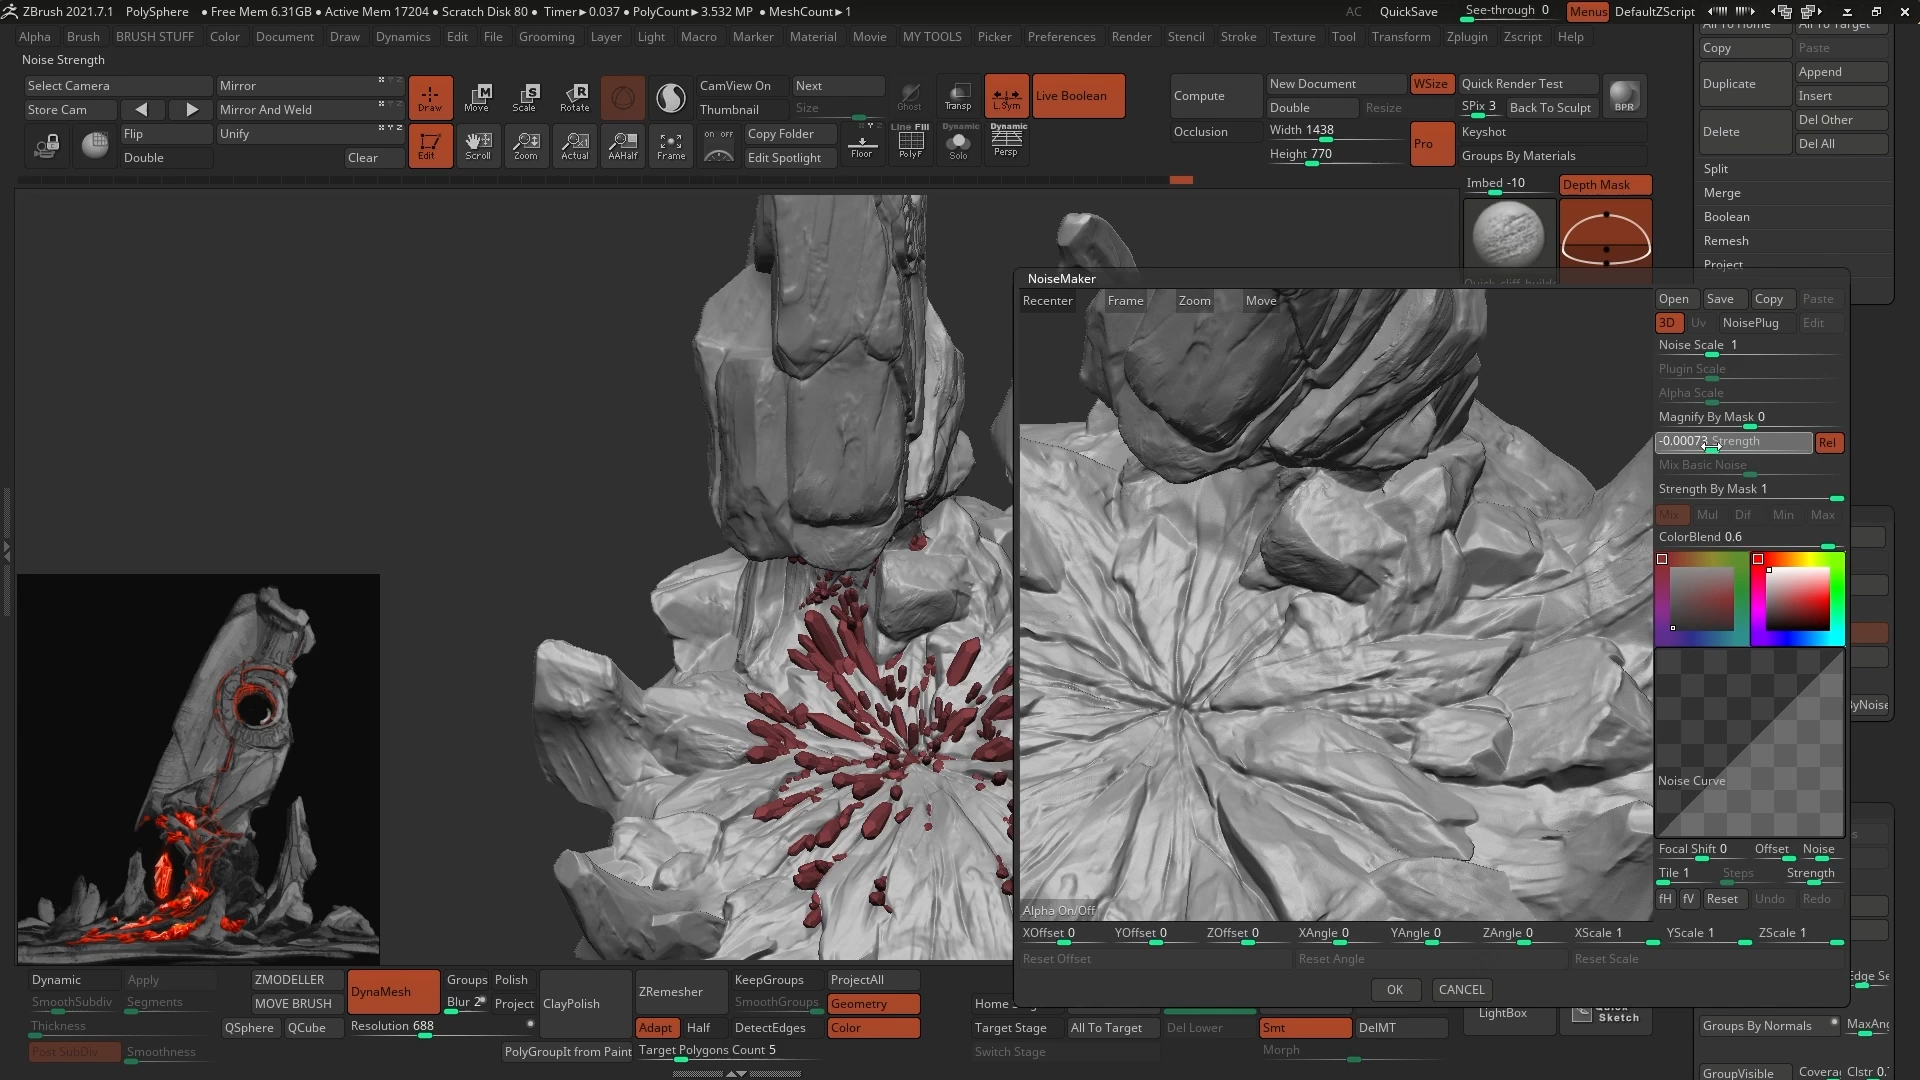 ZBrush 2021.7.1 PolySphere • Free Mem 6.31GB • Active Mem 17204 • Scratch Disk 80 • Timer▸0.037 • PolyCount▸3.532 MP • MeshCount▸1 AC QuickSave See-through 0 Menus DefaultZScript
Alpha Brush BRUSH STUFF Color Document Draw Dynamics Edit File Grooming Layer Light Macro Marker Material Movie MY TOOLS Picker Preferences Render Stencil Stroke Texture Tool Transform Zplugin Zscript Help
Noise Strength
Select Camera Mirror CamView On Next
Store Cam Mirror And Weld Thumbnail Size
Flip Unify Copy Folder
Double Clear Edit Spotlight
Draw Move Scale Rotate Ghost Transp L.Sym Live Boolean
on off Line Fill Dynamic Dynamic
Edit Scroll Zoom Actual AAHalf Frame Floor PolyF Solo Persp
Compute New Document WSize Quick Render Test
Double Resize SPix 3 Back To Sculpt BPR
Occlusion Width 1438 Pro Keyshot
Height 770 Groups By Materials
Imbed -10 Depth Mask
Copy Paste
Duplicate Append
Insert
Delete Del Other
Del All
Split
Merge
Boolean
Remesh
Project
NoiseMaker
Recenter Frame Zoom Move
Open Save Copy Paste
3D Uv NoisePlug Edit
Noise Scale 1
Plugin Scale
Alpha Scale
Magnify By Mask 0
-0.00073 Strength Rel
Mix Basic Noise
Strength By Mask 1
Mix Mul Dif Min Max
ColorBlend 0.6
Noise Curve
Focal Shift 0 Offset Noise
Tile 1 Steps Strength
fH fV Reset Undo Redo
Alpha On/Off
XOffset 0 YOffset 0 ZOffset 0 XAngle 0 YAngle 0 ZAngle 0 XScale 1 YScale 1 ZScale 1
Reset Offset Reset Angle Reset Scale
OK CANCEL
Dynamic Apply ZMODELLER DynaMesh Groups Polish ClayPolish ZRemesher KeepGroups ProjectAll
SmoothSubdiv Segments MOVE BRUSH Blur 2 Project SmoothGroups Geometry
Thickness QSphere QCube Resolution 688 Adapt Half DetectEdges Color
Post SubDiv Smoothness PolyGroupIt from Paint Target Polygons Count 5
Target Stage All To Target Del Lower Smt DelMT
Switch Stage Morph
LightBox Quick Sketch
Groups By Normals
GroupVisible